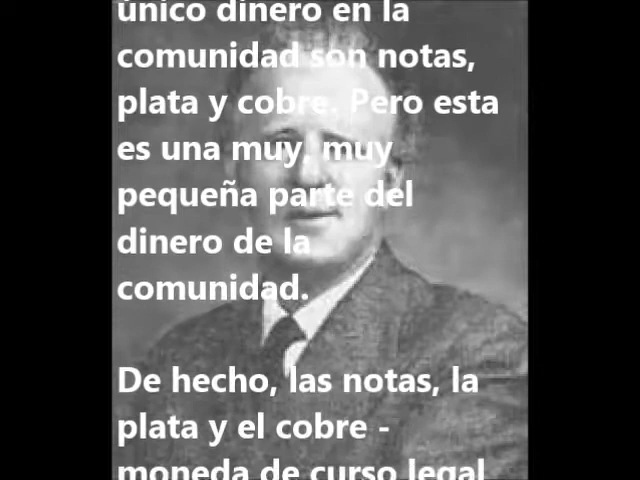 único dinero en la
comunidad son notas,
plata y cobre. Pero esta
es una muy, muy
pequeña parte del
dinero de la
comunidad.
De hecho, las notas, la
plata y el cobre -
moneda de curso legal